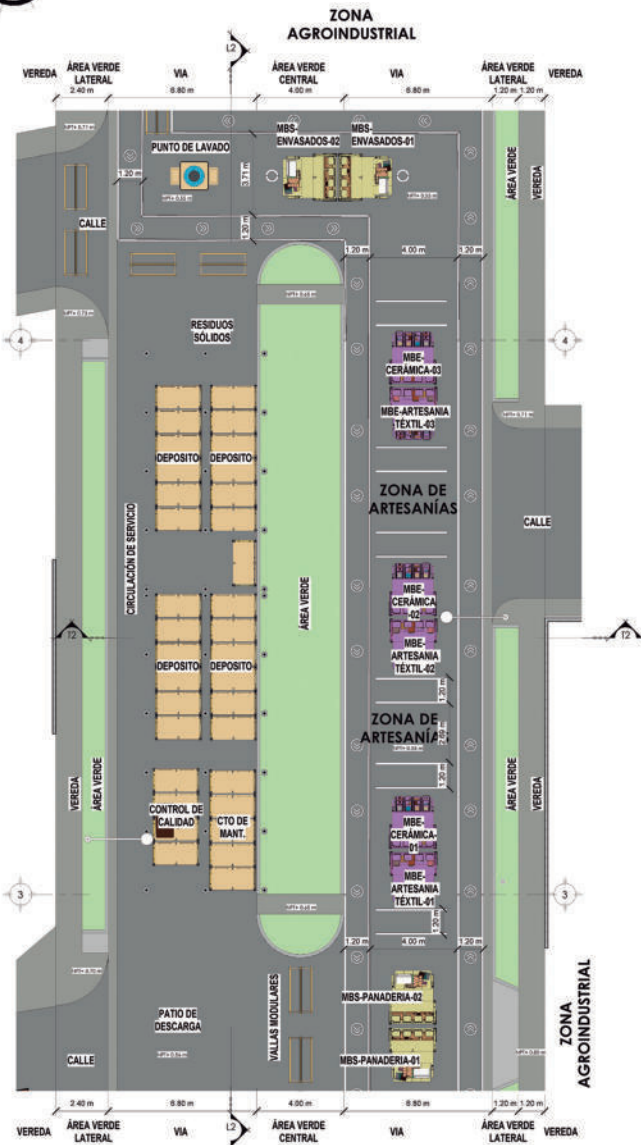 ZONA
AGROINDUSTRIAL
L2
VEREDA
ÁREA VERDE
LATERAL
VIA
ÁREA VERDE
CENTRAL
VIA
ÁREA VERDE
LATERAL
VEREDA
2.40 m
6.80 m
4.00 m
6.80 m
1.20 m
1.20 m
MBS-
ENVASADOS-02
MBS-
ENVASADOS-01
PUNTO DE LAVADO
1.20 m
3.71 m
1.20 m
ÁREA VERDE
VEREDA
CALLE
1.20 m
4.00 m
1.20 m
RESIDUOS
SÓLIDOS
4
4
MBE-
CERÁMICA-03
MBE-ARTESANIA
TÉXTIL-03
DEPOSITO
DEPOSITO
ZONA DE
ARTESANÍAS
CALLE
CIRCULACIÓN DE SERVICIO
ÁREA VERDE
MBE-
CERÁMICA
-02
T2
T2
DEPOSITO
DEPOSITO
MBE-
ARTESANIA
TÉXTIL-02
1.20 m
ZONA DE
ARTESANÍAS
2.69 m
1.20 m
VEREDA
ÁREA VERDE
ÁREA VERDE
VEREDA
CONTROL DE
CALIDAD
CTO DE
MANT.
MBE-
CERÁMICA-
01
MBE-
ARTESANIA
TÉXTIL-01
3
3
1.20 m
1.20 m
4.00 m
1.20 m
VALLAS MODULARES
MBS-PANADERIA-02
PATIO DE
DESCARGA
ZONA
AGROINDUSTRIAL
CALLE
MBS-PANADERIA-01
2.40 m
6.80 m
4.00 m
6.80 m
1.20 m
1.20 m
VEREDA
ÁREA VERDE
LATERAL
VIA
L2
ÁREA VERDE
CENTRAL
VIA
ÁREA VERDE
LATERAL
VEREDA